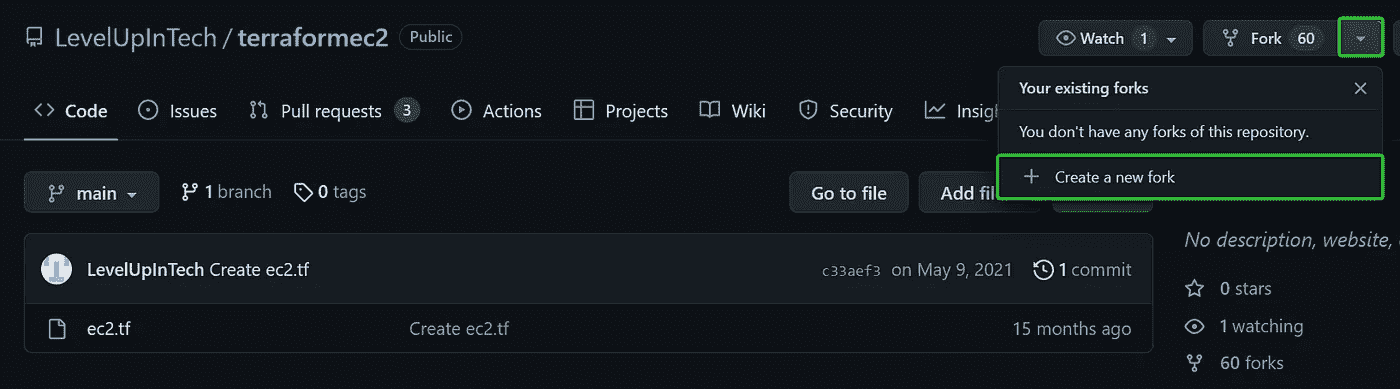 LevelUpInTech / terraformec2 Public
Watch 1 Fork 60
Your existing forks
You don't have any forks of this repository.
Create a new fork
Code Issues Pull requests 3 Actions Projects Wiki Security
main 1 branch 0 tags Go to file Add
LevelUpInTech Create ec2.tf c33aef3 on May 9, 2021 1 commit
ec2.tf Create ec2.tf 15 months ago
No description, website,
0 stars
1 watching
60 forks